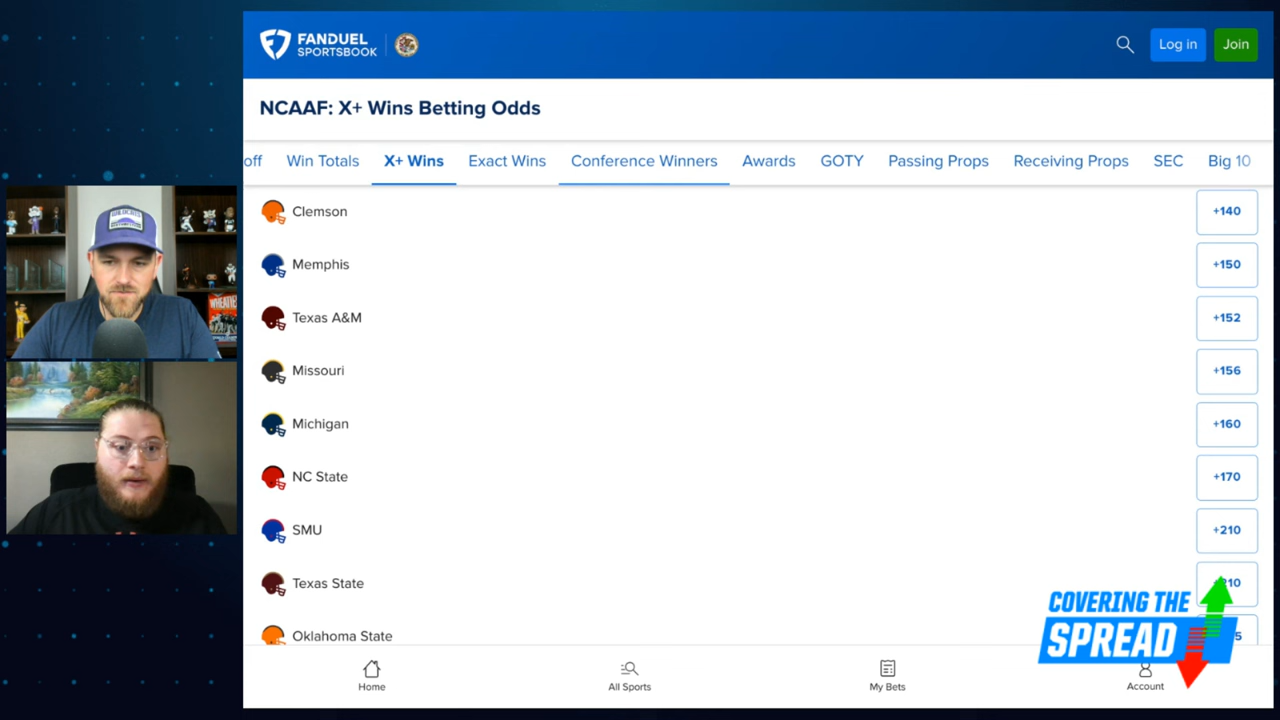 FANDUEL
SPORTSBOOK
Log in
Join
NCAAF: X+ Wins Betting Odds
off
Win Totals
X+ Wins
Exact Wins
Conference Winners
Awards
GOTY
Passing Props
Receiving Props
SEC
Big 10
Clemson
+140
Memphis
+150
Texas A&M
+152
Missouri
+156
Michigan
+160
NC State
+170
SMU
+210
Texas State
Oklahoma State
COVERING THE
SPREAD
Home
All Sports
My Bets
Account
WILDCATS
WHEATIES